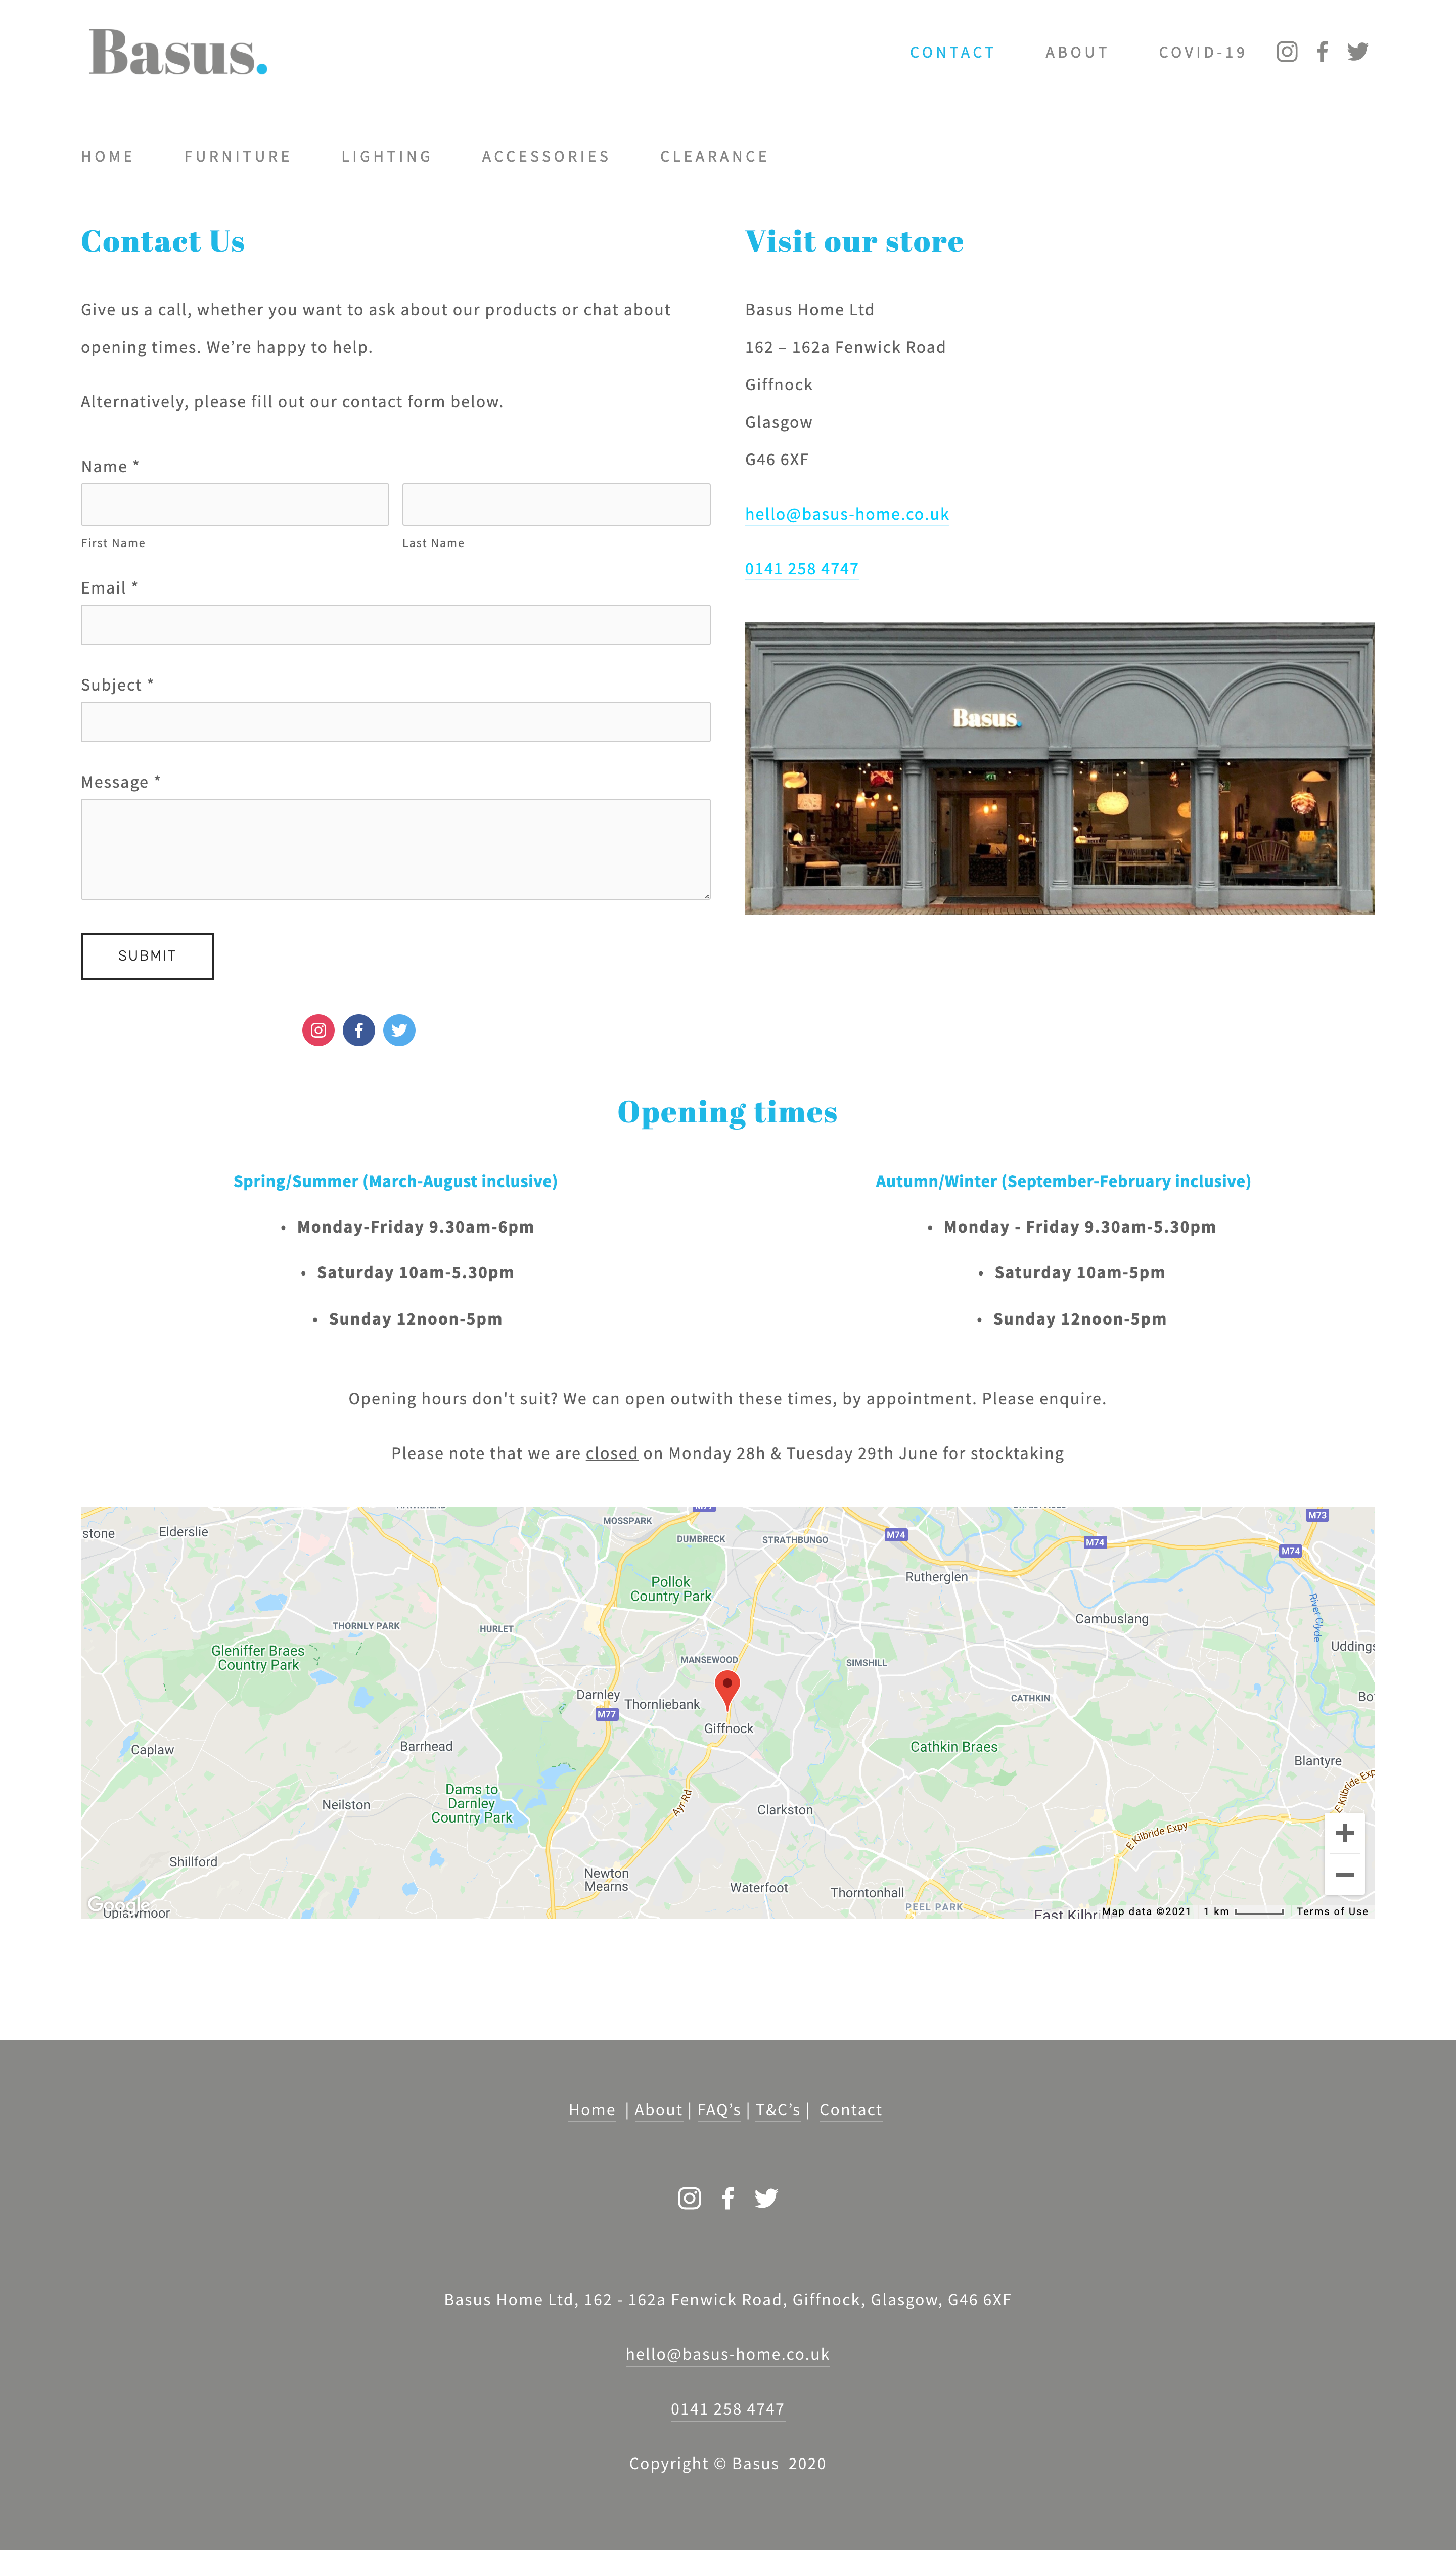 Basus.
CONTACT ABOUT COVID-19
HOME FURNITURE LIGHTING ACCESSORIES CLEARANCE
Contact Us
Give us a call, whether you want to ask about our products or chat about
opening times. We’re happy to help.
Alternatively, please fill out our contact form below.
Name *
First Name Last Name
Email *
Subject *
Message *
SUBMIT
Visit our store
Basus Home Ltd
162 – 162a Fenwick Road
Giffnock
Glasgow
G46 6XF
hello@basus-home.co.uk
0141 258 4747
Basus.
Opening times
Spring/Summer (March-August inclusive)
• Monday-Friday 9.30am-6pm
• Saturday 10am-5.30pm
• Sunday 12noon-5pm
Autumn/Winter (September-February inclusive)
• Monday - Friday 9.30am-5.30pm
• Saturday 10am-5pm
• Sunday 12noon-5pm
Opening hours don't suit? We can open outwith these times, by appointment. Please enquire.
Please note that we are closed on Monday 28h & Tuesday 29th June for stocktaking
M77
M73
stone
Elderslie
MOSSPARK
DUMBRECK
STRATHBUNGO
M74
M74
M74
Pollok
Country Park
Rutherglen
Cambuslang
River Clyde
THORNLY PARK
HURLET
Uddings
Gleniffer Braes
Country Park
MANSEWOOD
SIMSHILL
Darnley
Thornliebank
CATHKIN
Bot
M77
Giffnock
Caplaw
Barrhead
Cathkin Braes
Blantyre
Dams to
Darnley
Country Park
Neilston
Ayr Rd
Clarkston
E Kilbride Exp
E Kilbride Expy
Shillford
Newton
Mearns
Waterfoot
Thorntonhall
PEEL PARK
Google
Uplawmoor
East Kilbri
Map data ©2021 1 km Terms of Use
Home | About | FAQ’s | T&C’s | Contact
Basus Home Ltd, 162 - 162a Fenwick Road, Giffnock, Glasgow, G46 6XF
hello@basus-home.co.uk
0141 258 4747
Copyright © Basus 2020